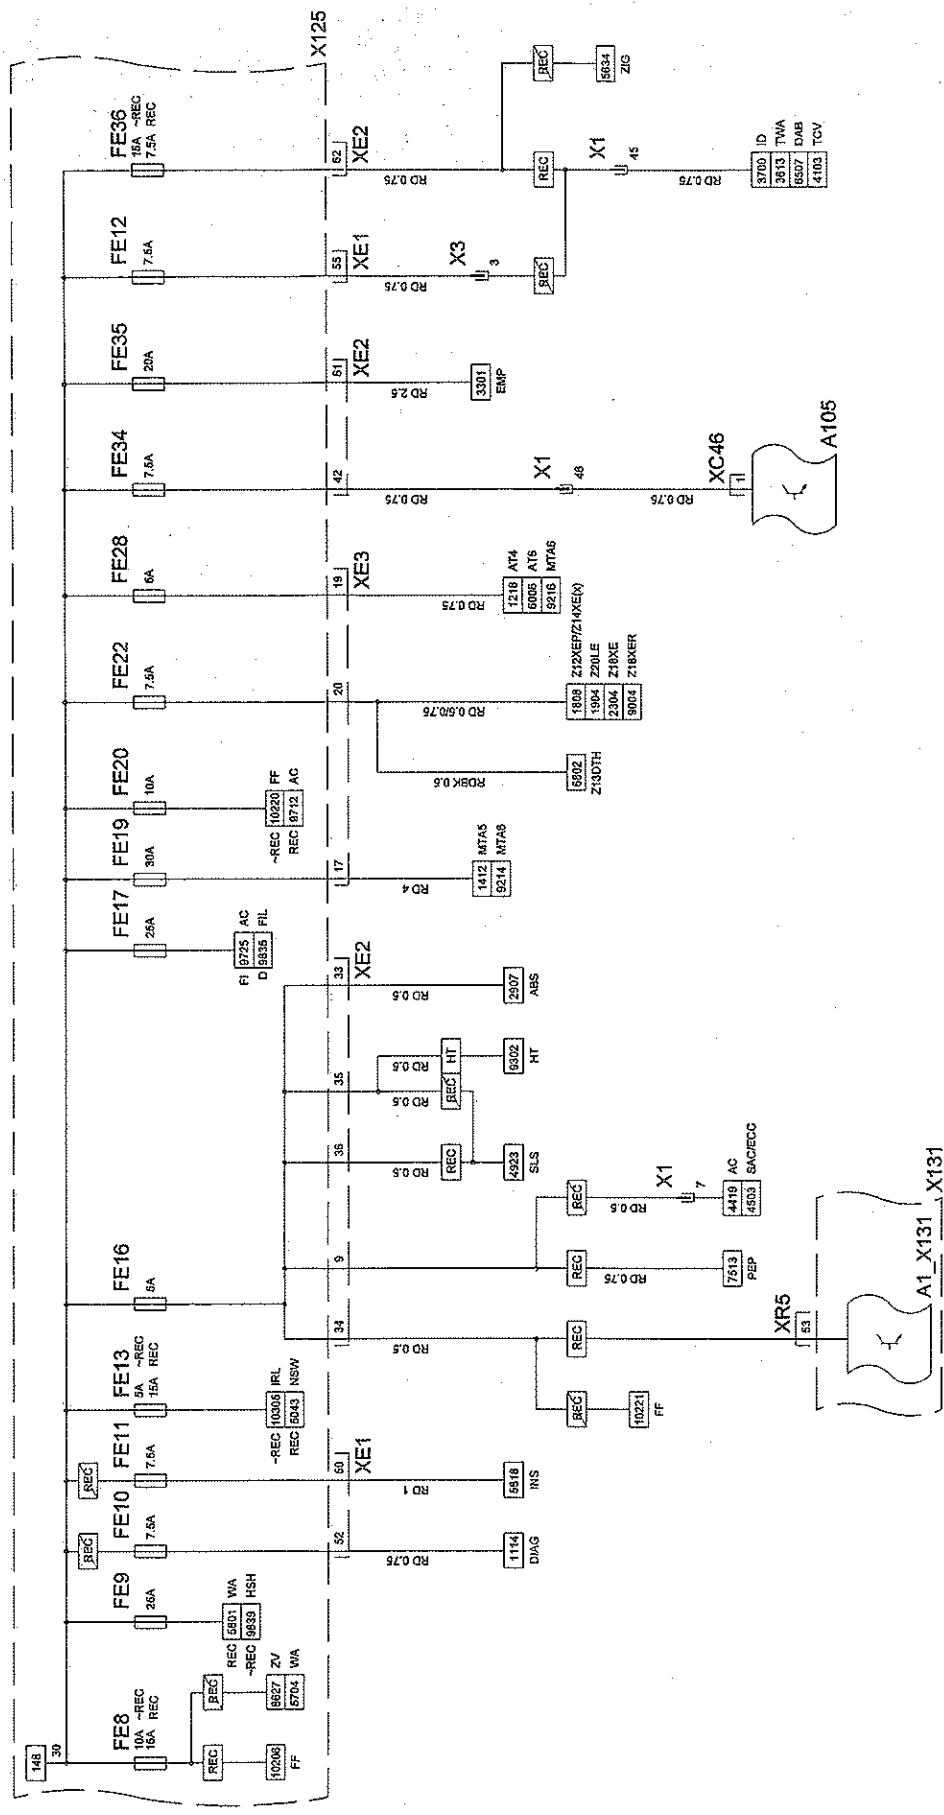 X125
148
30
FE8
10A ~REC
15A REC
REC
10206
FF
REC
8627 ZV
5704 WA
FE9
25A
REC 5801 WA
~REC 9839 HSH
REC
FE10
7.5A
52
RD 0.75
1114
DIAG
REC
FE11
7.5A
60
XE1
RD 1
5818
INS
FE13
5A ~REC
15A REC
~REC 10305 IRL
REC 5043 NSW
FE16
5A
34
RD 0.5
REC
10221
FF
REC
XR5
53
A1_X131
X131
9
REC
RD 0.75
7513
PEP
REC
RD 0.5
X1
7
4419 AC
4503 SAC/ECC
36
RD 0.5
REC
4923
SLS
35
RD 0.5
REC
RD 0.5
HT
9302
HT
33
XE2
RD 0.5
2907
ABS
FE17
25A
FI 9725 AC
D 9835 FIL
FE19
30A
17
RD 4
1412 MTA5
9214 MTA6
FE20
10A
~REC 10220 FF
REC 9712 AC
FE22
7.5A
20
RDBK 0.5
6802
Z13DTH
RD 0.5/0.75
1808 Z12XEP/Z14XE(x)
1904 Z20LE
2304 Z18XE
9004 Z18XER
FE28
5A
19
XE3
RD 0.75
1218 AT4
6006 AT6
9216 MTA6
FE34
7.5A
42
RD 0.75
X1
48
RD 0.75
XC46
1
A105
FE35
20A
61
XE2
RD 2.5
3301
EMP
FE12
7.5A
55
XE1
RD 0.75
X3
3
REC
FE36
15A ~REC
7.5A REC
62
XE2
RD 0.75
REC
X1
45
RD 0.75
3700 ID
3613 TWA
6507 DAB
4103 TCV
REC
5634
ZIG